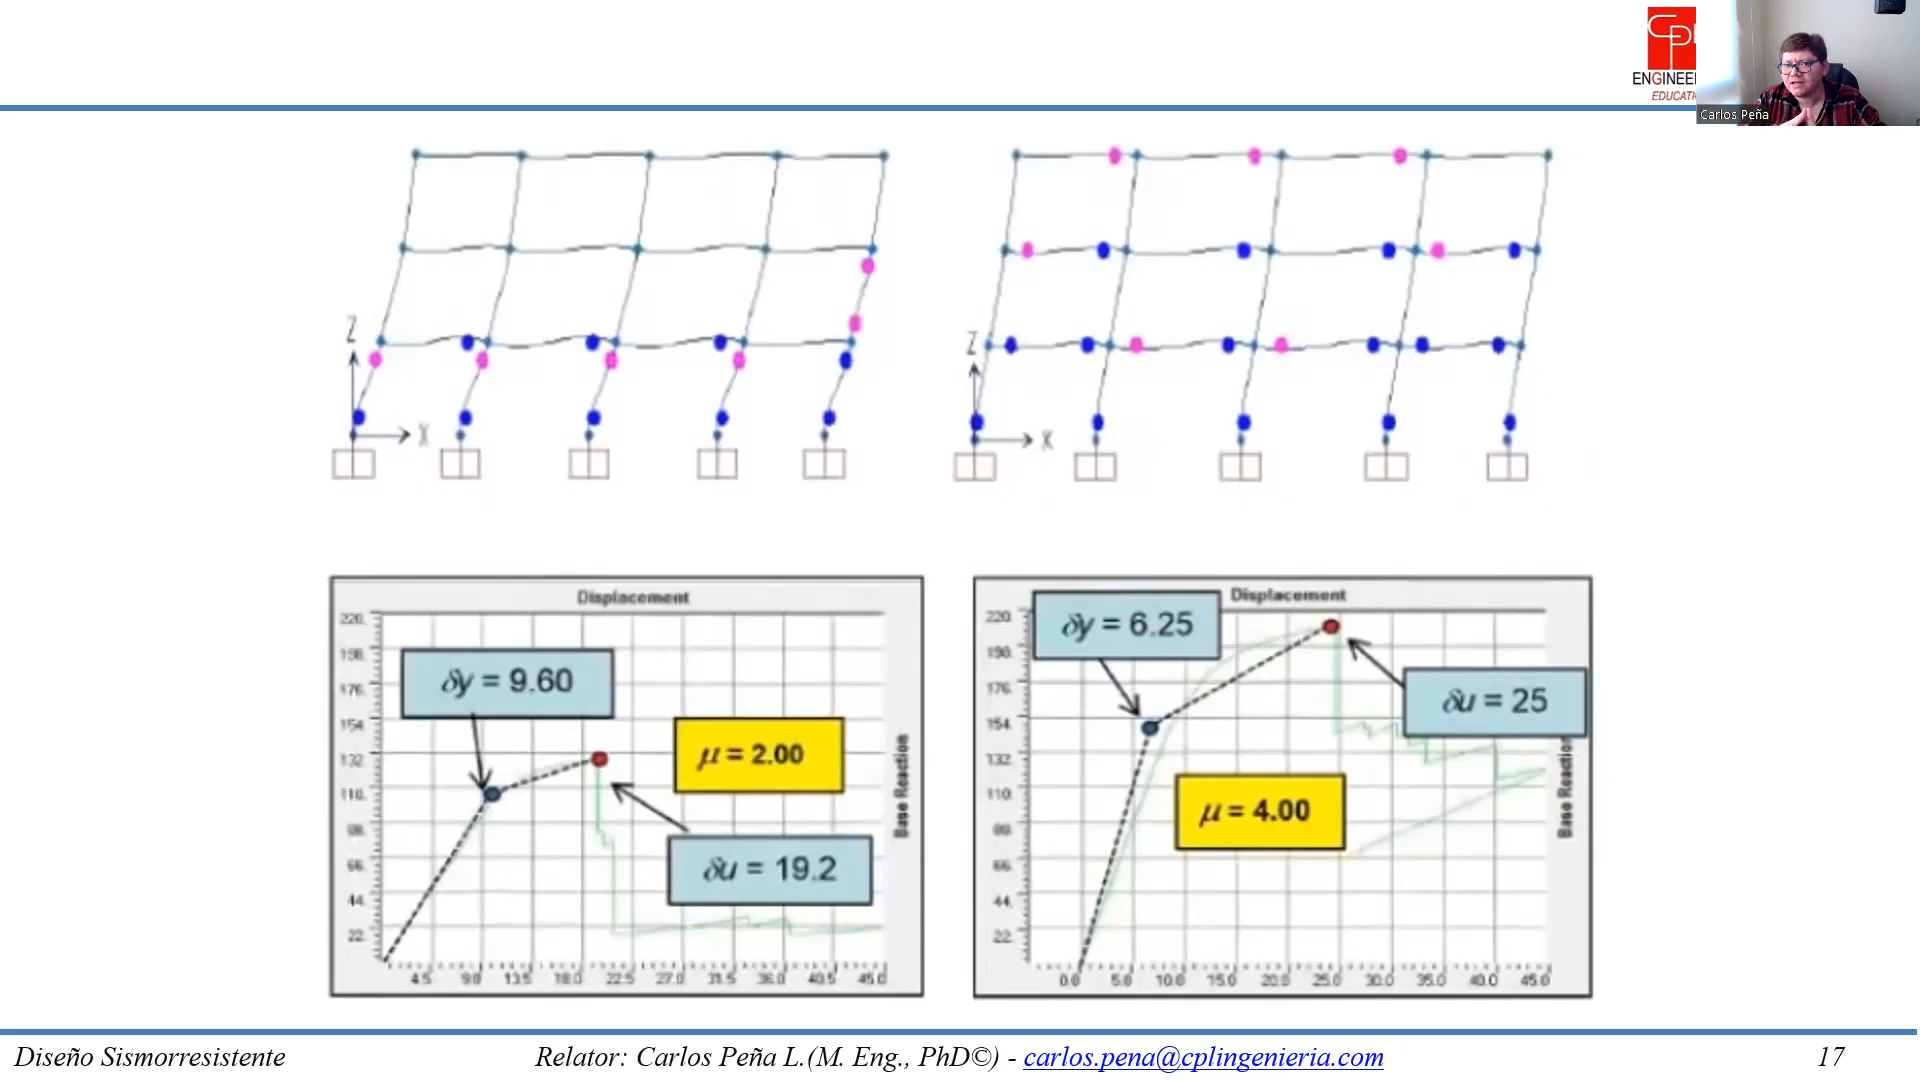 CP
ENGINEE
EDUCATI
Carlos Peña
Z
X
Z
X
Displacement
220.
198.
176.
154.
132.
110.
88.
66.
44.
22.
4.5 9.0 13.5 18.0 22.5 27.0 31.5 36.0 40.5 45.0
Base Reaction
δy = 9.60
μ = 2.00
δu = 19.2
Displacement
220.
198.
176.
154.
132.
110.
88.
66.
44.
22.
0.0 5.0 10.0 15.0 20.0 25.0 30.0 35.0 40.0 45.0
Base Reaction
δy = 6.25
δu = 25
μ = 4.00
Diseño Sismorresistente
Relator: Carlos Peña L.(M. Eng., PhD©) - carlos.pena@cplingenieria.com
17